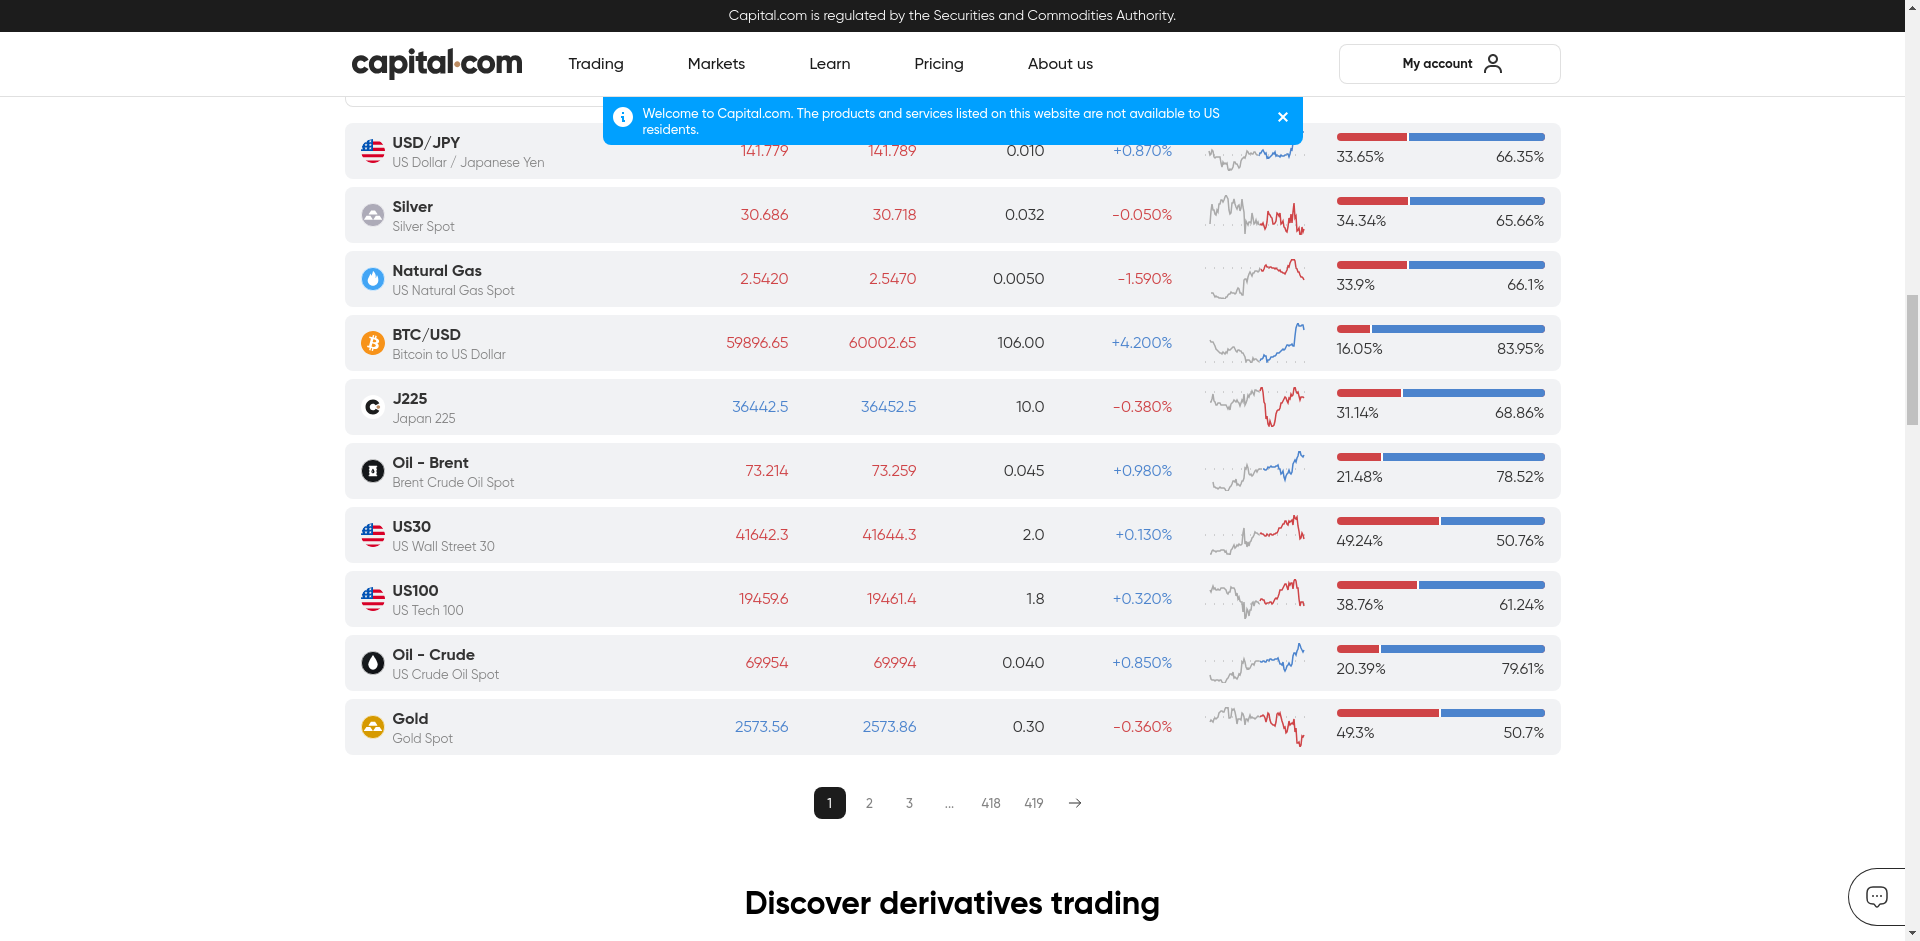 Capital.com is regulated by the Securities and Commodities Authority.
capital.com
Trading
Markets
Learn
Pricing
About us
My account
Welcome to Capital.com. The products and services listed on this website are not available to US
residents.
USD/JPY
US Dollar / Japanese Yen
141.779
141.789
0.010
+0.870%
33.65%
66.35%
Silver
Silver Spot
30.686
30.718
0.032
-0.050%
34.34%
65.66%
Natural Gas
US Natural Gas Spot
2.5420
2.5470
0.0050
-1.590%
33.9%
66.1%
BTC/USD
Bitcoin to US Dollar
59896.65
60002.65
106.00
+4.200%
16.05%
83.95%
J225
Japan 225
36442.5
36452.5
10.0
-0.380%
31.14%
68.86%
Oil - Brent
Brent Crude Oil Spot
73.214
73.259
0.045
+0.980%
21.48%
78.52%
US30
US Wall Street 30
41642.3
41644.3
2.0
+0.130%
49.24%
50.76%
US100
US Tech 100
19459.6
19461.4
1.8
+0.320%
38.76%
61.24%
Oil - Crude
US Crude Oil Spot
69.954
69.994
0.040
+0.850%
20.39%
79.61%
Gold
Gold Spot
2573.56
2573.86
0.30
-0.360%
49.3%
50.7%
1
2
3
...
418
419
Discover derivatives trading